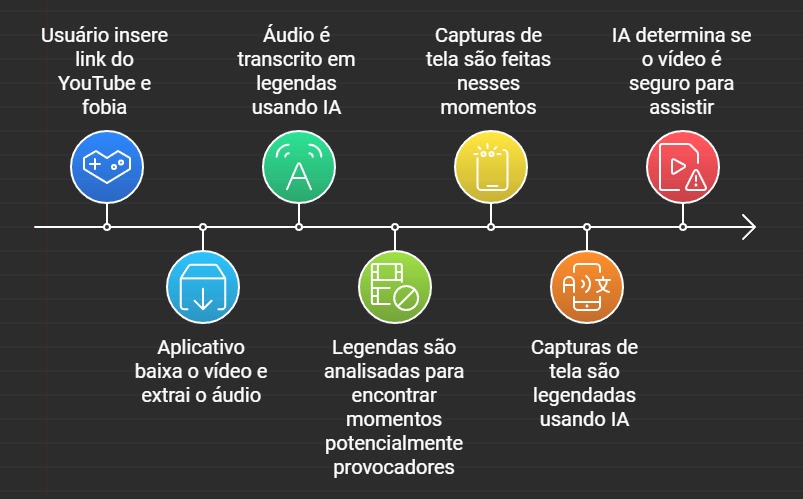 Usuário insere
link do
YouTube e
fobia
Aplicativo
baixa o vídeo e
extrai o áudio
Áudio é
transcrito em
legendas
usando IA
Legendas são
analisadas para
encontrar
momentos
potencialmente
provocadores
Capturas de
tela são feitas
nesses
momentos
Capturas de
tela são
legendadas
usando IA
IA determina se
o vídeo é
seguro para
assistir